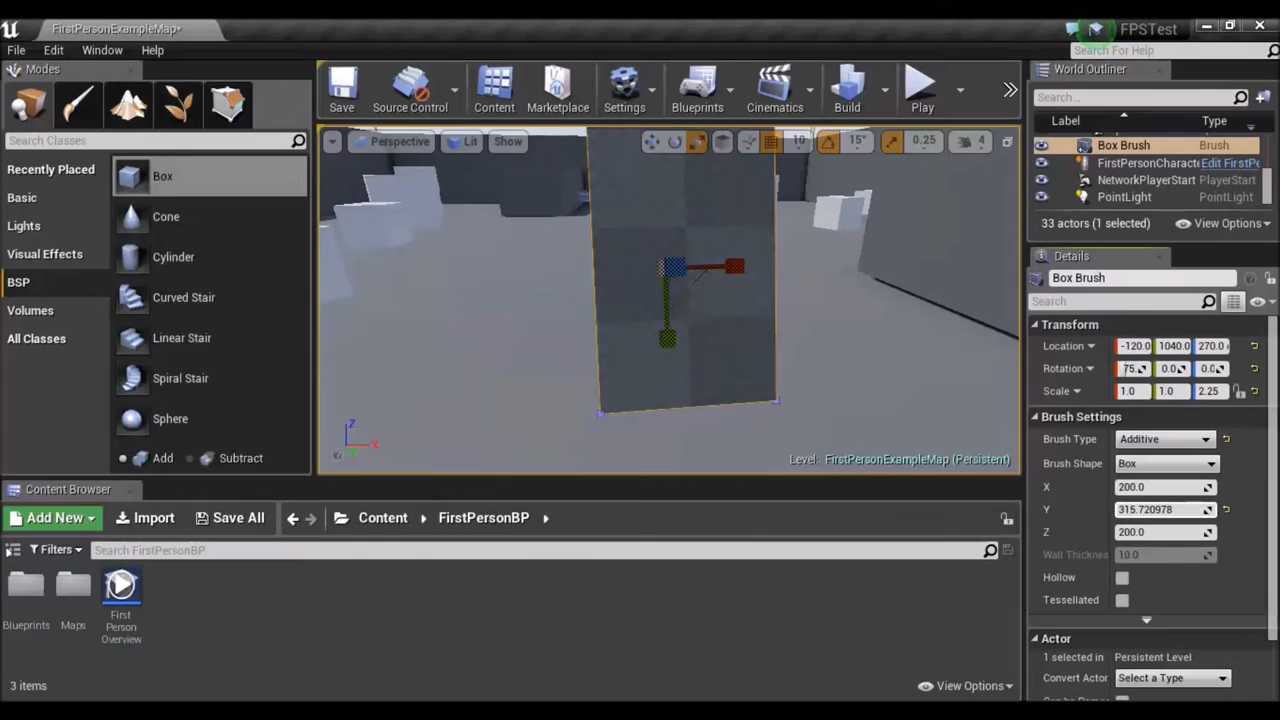 FirstPersonExampleMap*
FPSTest
File Edit Window Help
Search For Help
Modes
Search Classes
Recently Placed
Basic
Lights
Visual Effects
BSP
Volumes
All Classes
Box
Cone
Cylinder
Curved Stair
Linear Stair
Spiral Stair
Sphere
Add Subtract
Save Source Control Content Marketplace Settings Blueprints Cinematics Build Play
Perspective Lit Show
10 15° 0.25 4
Z
X
Level: FirstPersonExampleMap (Persistent)
World Outliner
Search...
Label Type
Box Brush Brush
FirstPersonCharacte Edit FirstPe
NetworkPlayerStart PlayerStart
PointLight PointLight
33 actors (1 selected) View Options
Details
Box Brush
Search
Transform
Location -120.0 1040.0 270.0
Rotation 75. 0.0 0.0
Scale 1.0 1.0 2.25
Brush Settings
Brush Type Additive
Brush Shape Box
X 200.0
Y 315.720978
Z 200.0
Wall Thicknes 10.0
Hollow
Tessellated
Actor
1 selected in Persistent Level
Convert Actor Select a Type
Content Browser
Add New Import Save All Content FirstPersonBP
Filters Search FirstPersonBP
Blueprints
Maps
First
Person
Overview
3 items
View Options